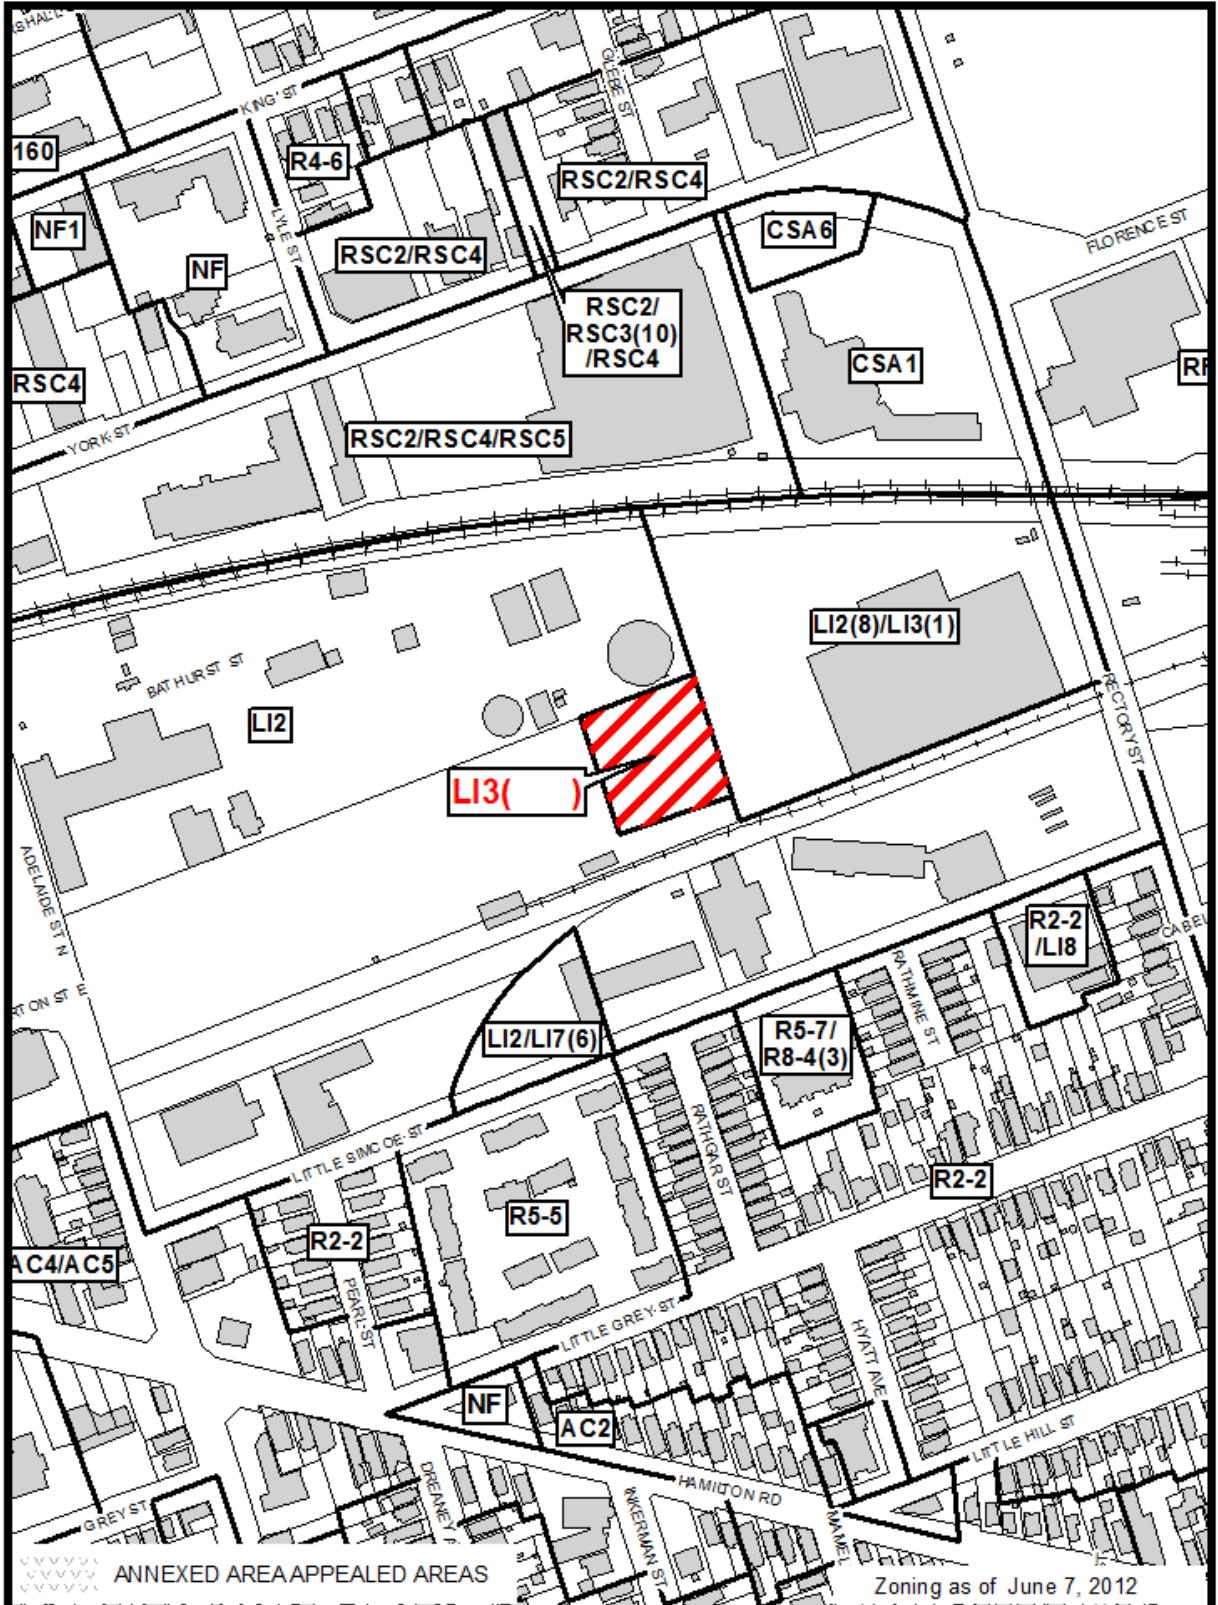 KING ST
GLEBE ST
160
R4-6
RSC2/RSC4
NF1
LYLE ST
CSA6
FLORENCE ST
NF
RSC2/RSC4
RSC2/
RSC3(10)
/RSC4
CSA1
RSC4
YORK ST
RSC2/RSC4/RSC5
LI2(8)/LI3(1)
BATHURST ST
RECTORY ST
LI2
LI3( )
ADELAIDE ST N
R2-2
/LI8
RATHMINE ST
LI2/LI7(6)
R5-7/
R8-4(3)
LITTLE SIMCOE ST
RATHGAR ST
R2-2
R5-5
R2-2
AC4/AC5
PEARL ST
LITTLE GREY ST
HYATT AVE
NF
AC2
LITTLE HILL ST
HAMILTON RD
DREANEY
INKERMAN ST
GREY ST
ANNEXED AREA APPEALED AREAS
Zoning as of June 7, 2012